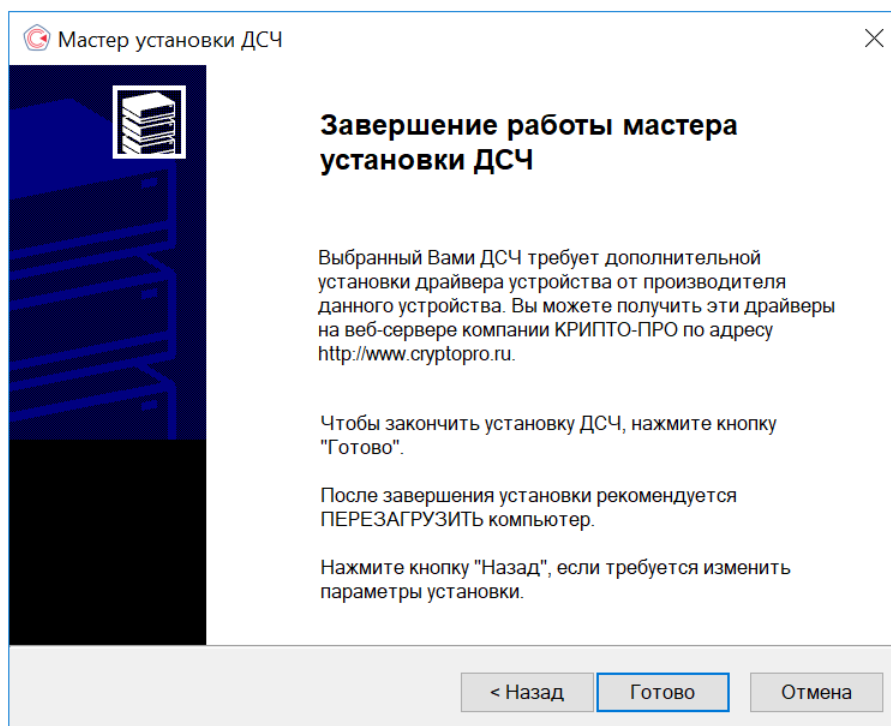 Мастер установки ДСЧ
Завершение работы мастера
установки ДСЧ
Выбранный Вами ДСЧ требует дополнительной
установки драйвера устройства от производителя
данного устройства. Вы можете получить эти драйверы
на веб-сервере компании КРИПТО-ПРО по адресу
http://www.cryptopro.ru.
Чтобы закончить установку ДСЧ, нажмите кнопку
"Готово".
После завершения установки рекомендуется
ПЕРЕЗАГРУЗИТЬ компьютер.
Нажмите кнопку "Назад", если требуется изменить
параметры установки.
< Назад Готово Отмена